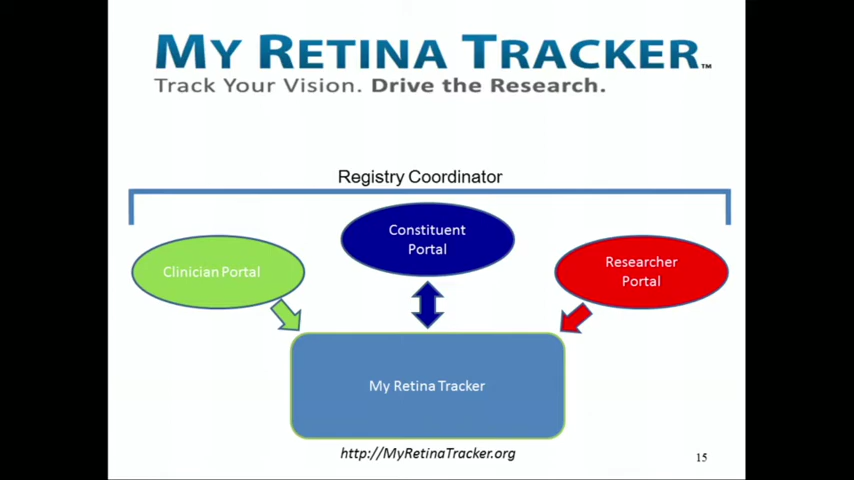 MY RETINA TRACKER™
Track Your Vision. Drive the Research.
Registry Coordinator
Constituent
Portal
Clinician Portal
Researcher
Portal
My Retina Tracker
http://MyRetinaTracker.org
15